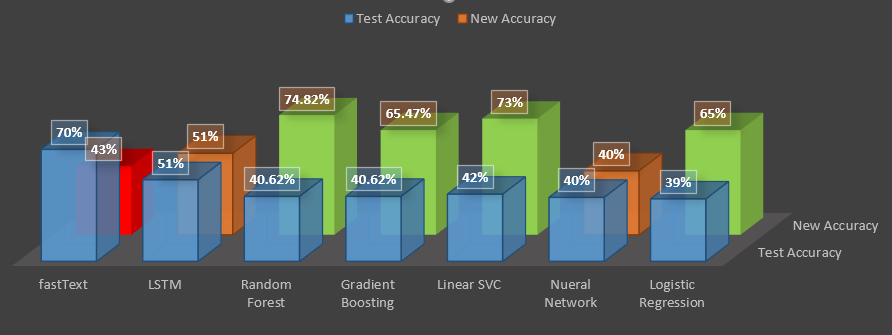 Test Accuracy New Accuracy
74.82%
70% 51% 65.47% 73% 65%
43% 51% 40.62% 40.62% 42% 40% 40% 39%
New Accuracy
Test Accuracy
fastText LSTM Random Gradient Linear SVC Nueral Logistic
Forest Boosting Network Regression